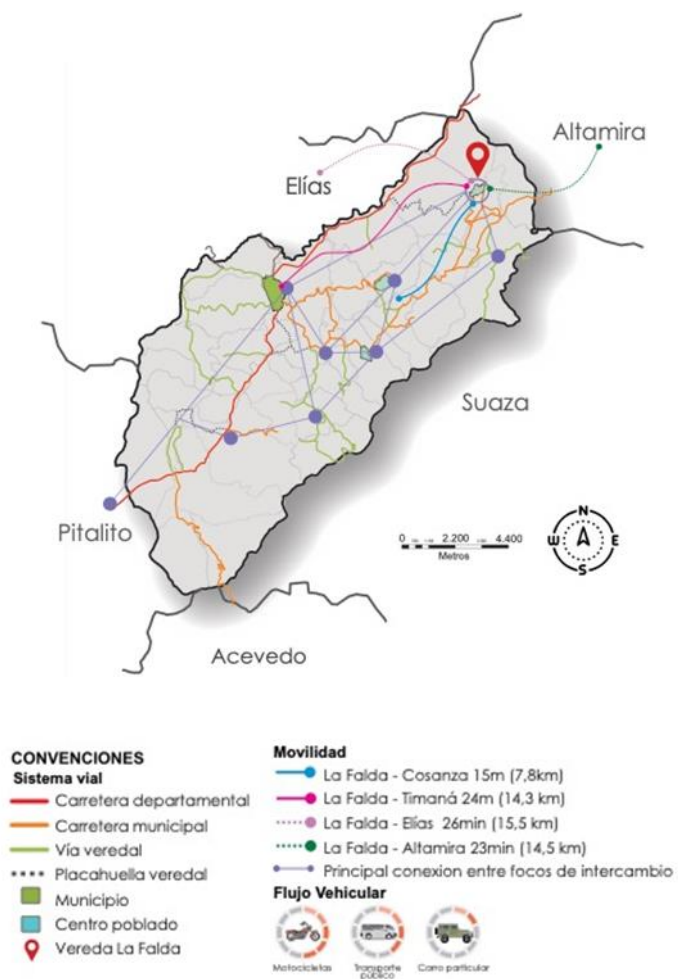 Altamira
Elías
Suaza
Pitalito
Acevedo
N
W E
S
0 2.200 4.400
Metros
CONVENCIONES
Sistema vial
Carretera departamental
Carretera municipal
Vía veredal
Placahuella veredal
Municipio
Centro poblado
Vereda La Falda
Movilidad
La Falda - Cosanza 15m (7,8km)
La Falda - Timaná 24m (14,3 km)
La Falda - Elías 26min (15,5 km)
La Falda - Altamira 23min (14,5 km)
Principal conexion entre focos de intercambio
Flujo Vehicular
Motocicletas
Transporte público
Carro particular